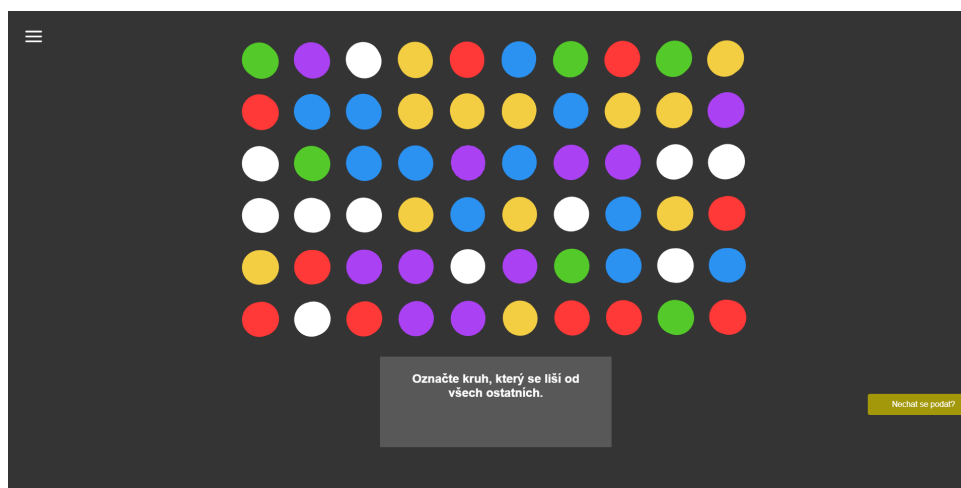 Označte kruh, který se liší od
všech ostatních.
Nechat se podat?